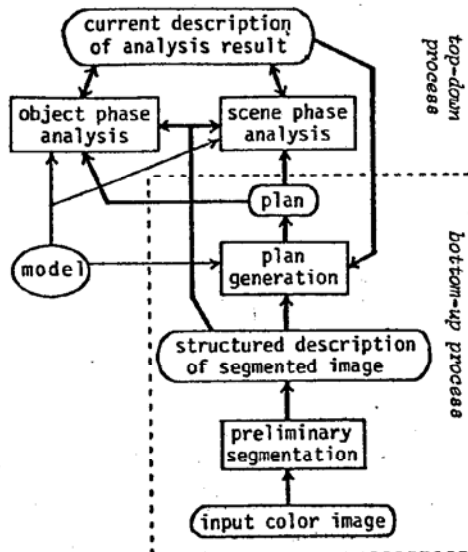 current description
of analysis result
top-down
process
object phase
analysis
scene phase
analysis
plan
model
plan
generation
bottom-up process
structured description
of segmented image
preliminary
segmentation
input color image